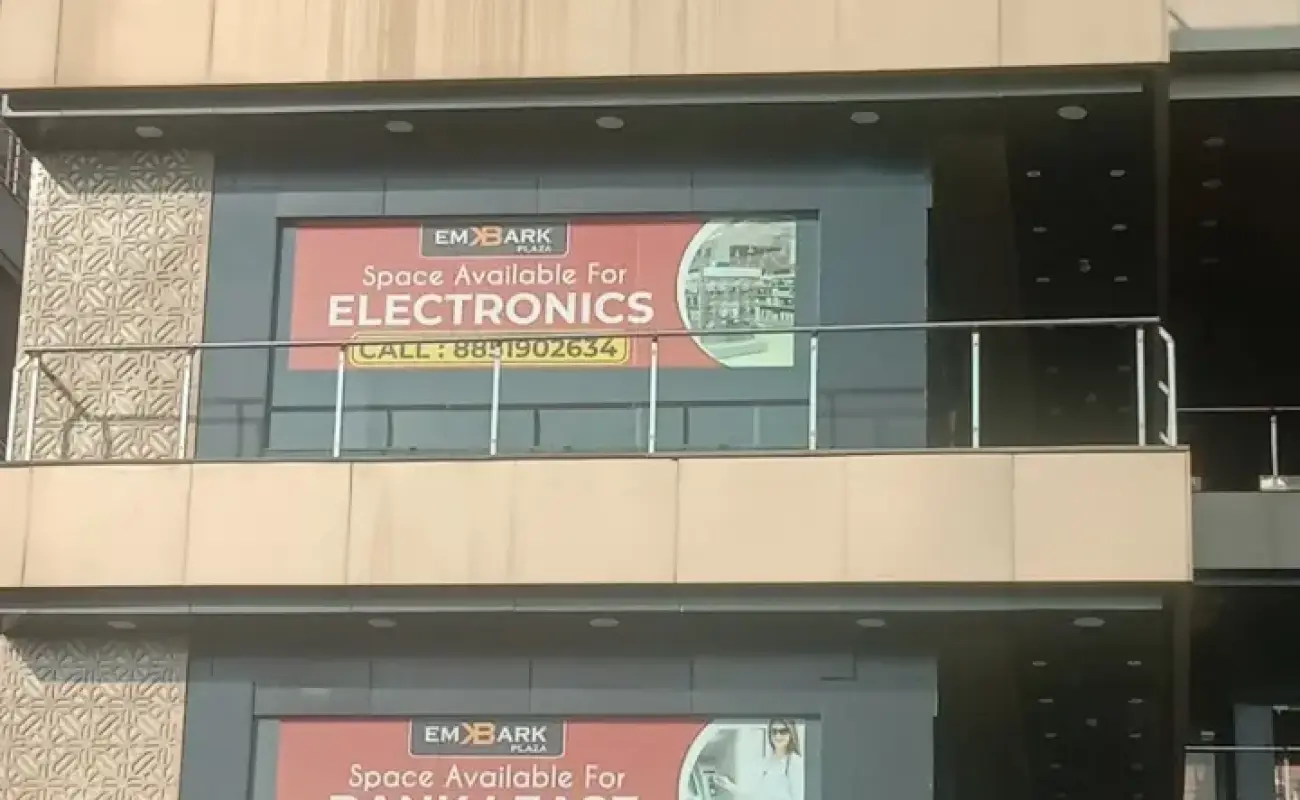 EMBARK
PLAZA
Space Available For
ELECTRONICS
CALL : 8851902634
EMBARK
PLAZA
Space Available For